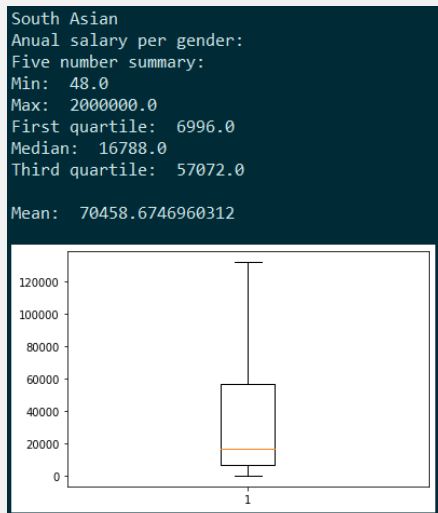 South Asian
Anual salary per gender:
Five number summary:
Min:  48.0
Max:  2000000.0
First quartile:  6996.0
Median:  16788.0
Third quartile:  57072.0
Mean:  70458.6746960312
120000
100000
80000
60000
40000
20000
0
1